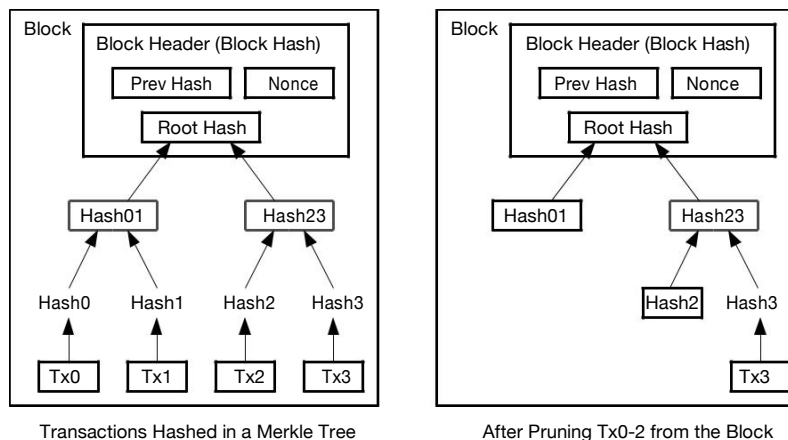 Block
Block Header (Block Hash)
Prev Hash
Nonce
Root Hash
Hash01
Hash23
Hash0
Hash1
Hash2
Hash3
Tx0
Tx1
Tx2
Tx3
Transactions Hashed in a Merkle Tree
Block
Block Header (Block Hash)
Prev Hash
Nonce
Root Hash
Hash01
Hash23
Hash2
Hash3
Tx3
After Pruning Tx0-2 from the Block